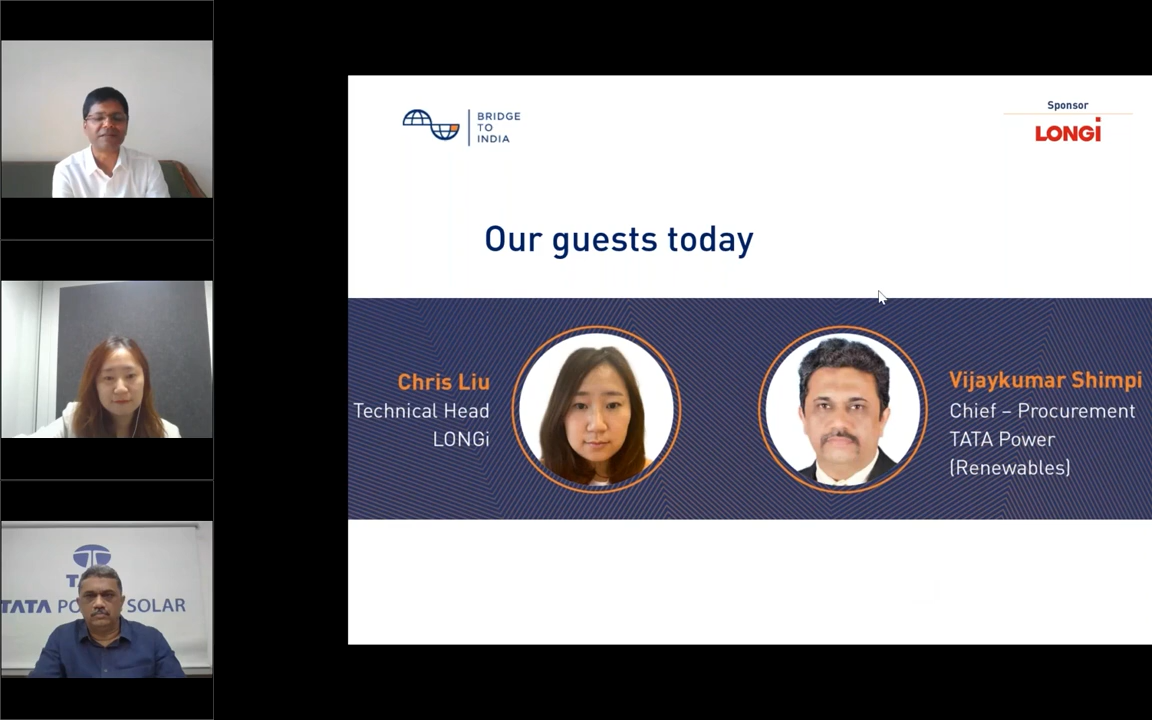 BRIDGE
TO
INDIA
Sponsor
LONGi
Our guests today
Chris Liu
Technical Head
LONGi
Vijaykumar Shimpi
Chief – Procurement
TATA Power
(Renewables)
TATA POWER SOLAR